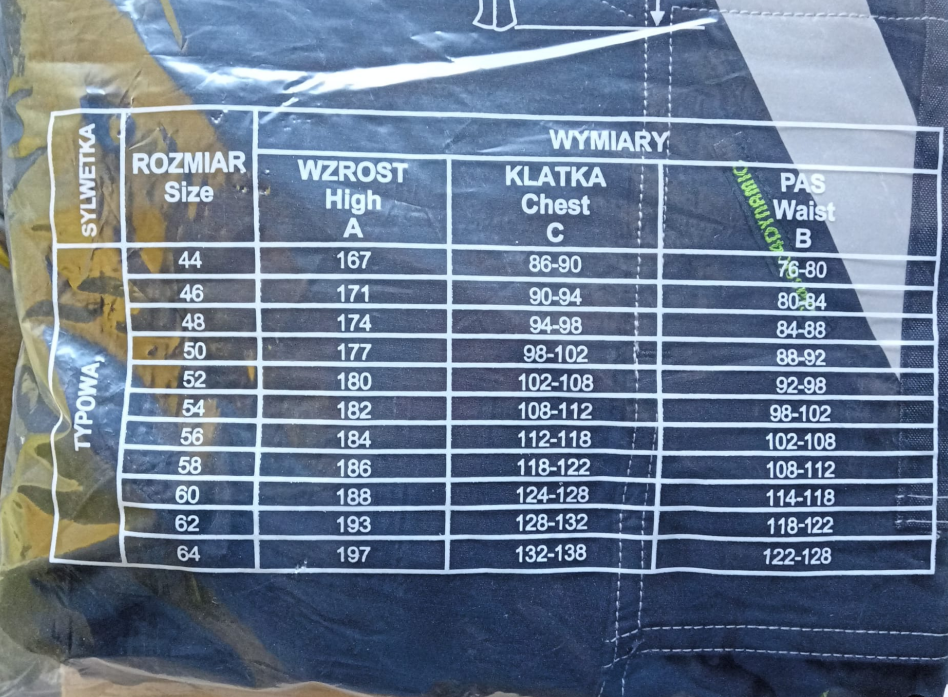 SYLWETKA
ROZMIAR
Size
WYMIARY
WZROST
High
A
KLATKA
Chest
C
PAS
Waist
B
TYPOWA,
44 167 86-90 76-80
46 171 90-94 80-84
48 174 94-98 84-88
50 177 98-102 88-92
52 180 102-108 92-98
54 182 108-112 98-102
56 184 112-118 102-108
58 186 118-122 108-112
60 188 124-128 114-118
62 193 128-132 118-122
64 197 132-138 122-128